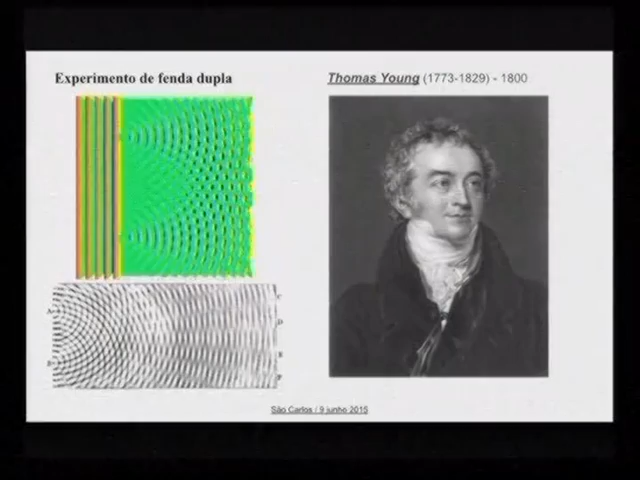 Experimento de fenda dupla
Thomas Young (1773-1829) - 1800
A
B
C
D
E
F
São Carlos / 9 junho 2015